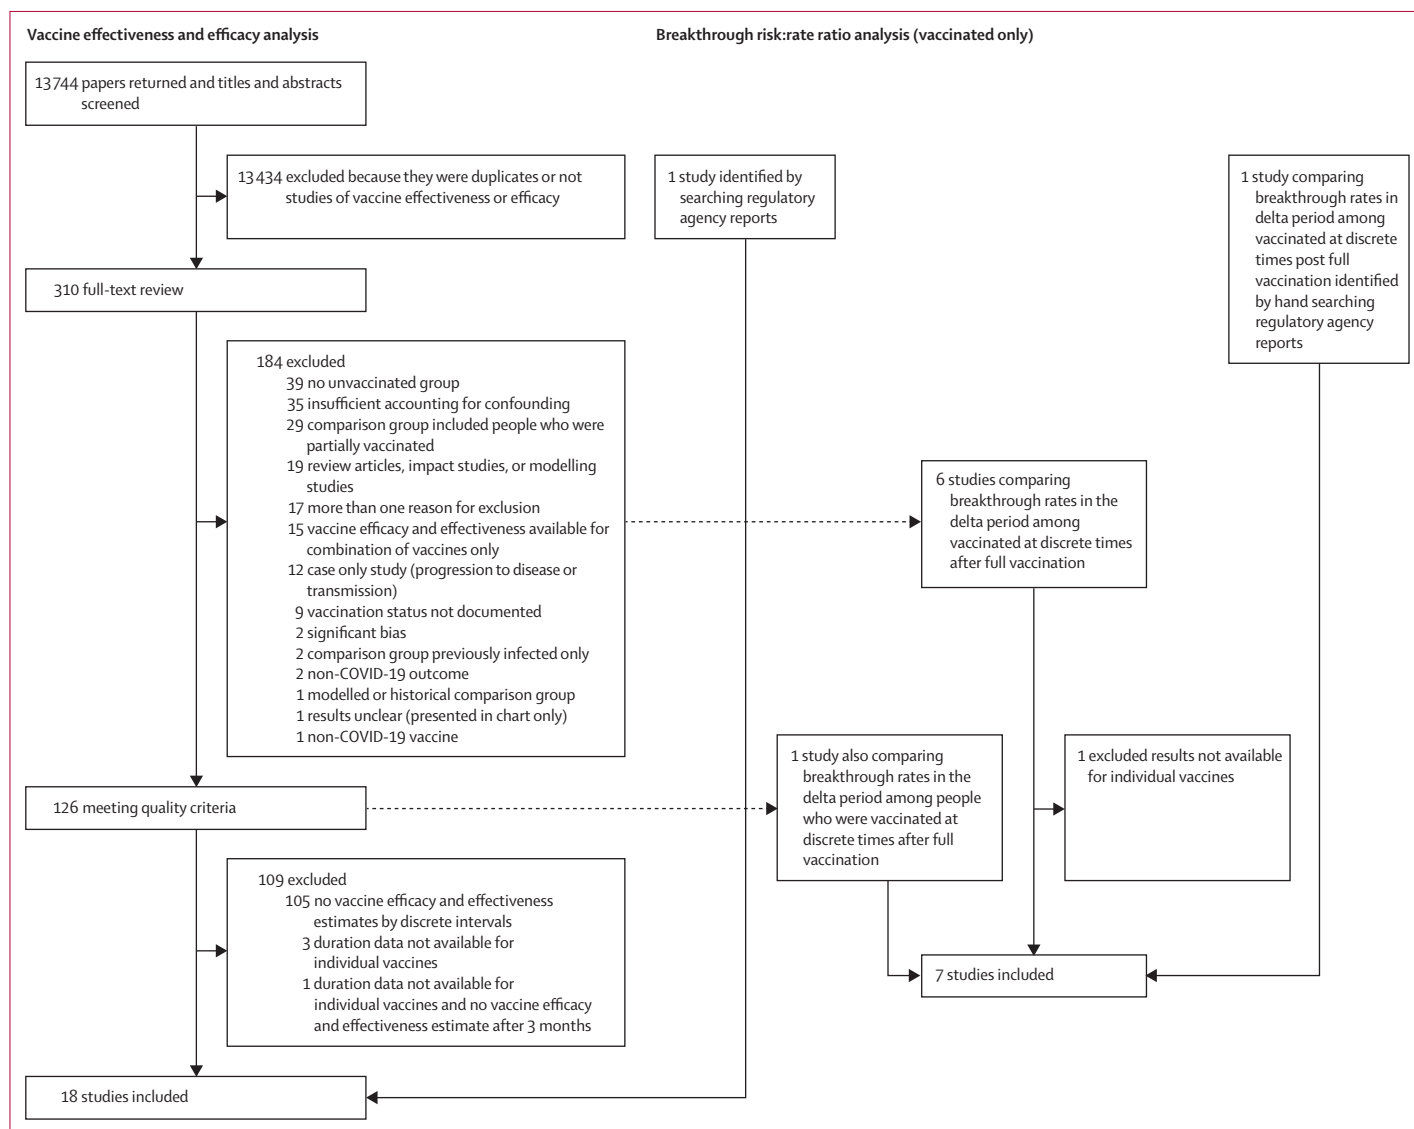 Vaccine effectiveness and efficacy analysis
Breakthrough risk:rate ratio analysis (vaccinated only)
13 744 papers returned and titles and abstracts
screened
13 434 excluded because they were duplicates or not
studies of vaccine effectiveness or efficacy
1 study identified by
searching regulatory
agency reports
1 study comparing
breakthrough rates in
delta period among
vaccinated at discrete
times post full
vaccination identified
by hand searching
regulatory agency
reports
310 full-text review
184 excluded
39 no unvaccinated group
35 insufficient accounting for confounding
29 comparison group included people who were
partially vaccinated
19 review articles, impact studies, or modelling
studies
17 more than one reason for exclusion
15 vaccine efficacy and effectiveness available for
combination of vaccines only
12 case only study (progression to disease or
transmission)
9 vaccination status not documented
2 significant bias
2 comparison group previously infected only
2 non-COVID-19 outcome
1 modelled or historical comparison group
1 results unclear (presented in chart only)
1 non-COVID-19 vaccine
6 studies comparing
breakthrough rates in the
delta period among
vaccinated at discrete times
after full vaccination
1 study also comparing
breakthrough rates in the
delta period among people
who were vaccinated at
discrete times after full
vaccination
1 excluded results not available
for individual vaccines
126 meeting quality criteria
109 excluded
105 no vaccine efficacy and effectiveness
estimates by discrete intervals
3 duration data not available for
individual vaccines
1 duration data not available for
individual vaccines and no vaccine efficacy
and effectiveness estimate after 3 months
7 studies included
18 studies included